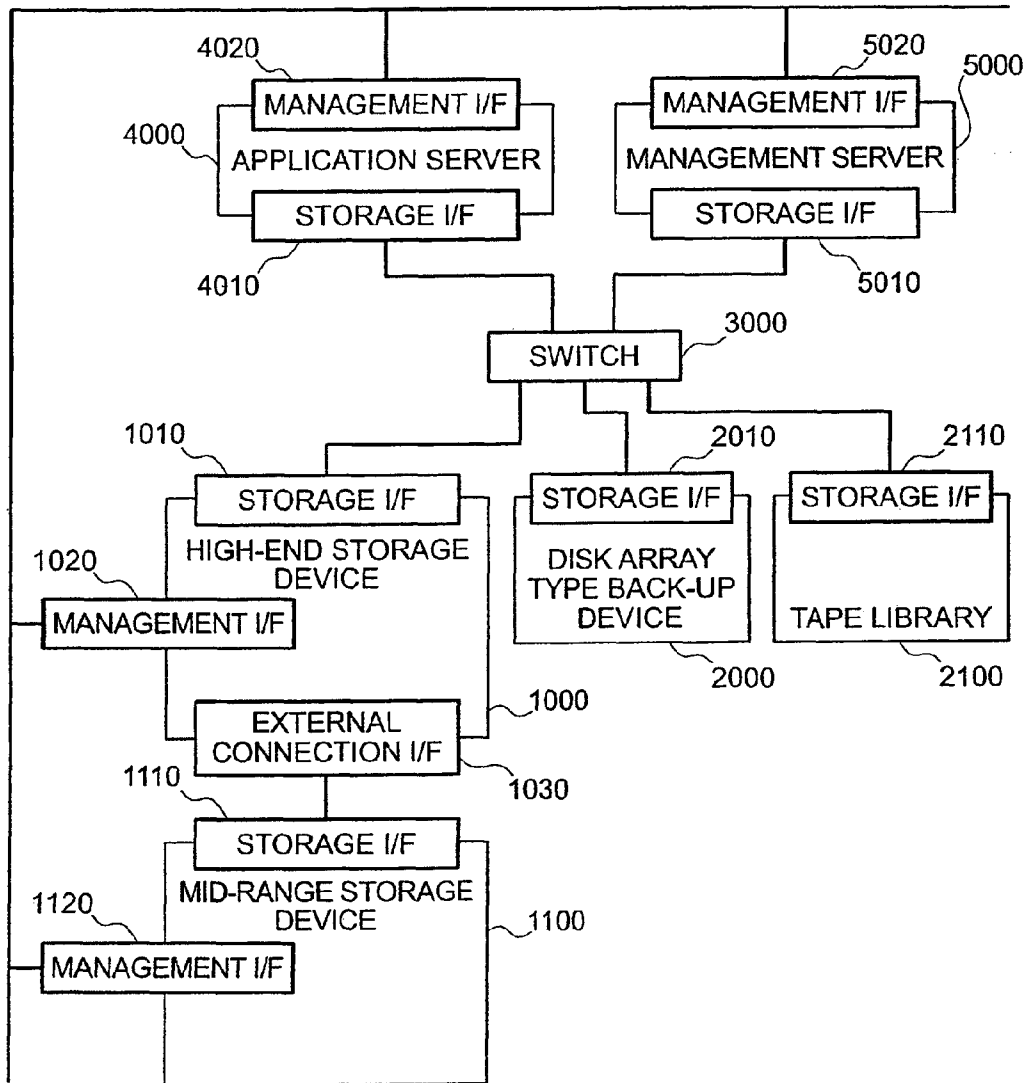 4020
5020
5000
MANAGEMENT I/F
MANAGEMENT I/F
4000
APPLICATION SERVER
MANAGEMENT SERVER
STORAGE I/F
STORAGE I/F
4010
5010
3000
SWITCH
1010
2010
2110
STORAGE I/F
STORAGE I/F
STORAGE I/F
HIGH-END STORAGE
DEVICE
DISK ARRAY
TYPE BACK-UP
DEVICE
1020
MANAGEMENT I/F
TAPE LIBRARY
2000
2100
1000
EXTERNAL
CONNECTION I/F
1110
1030
STORAGE I/F
MID-RANGE STORAGE
DEVICE
1120
1100
MANAGEMENT I/F